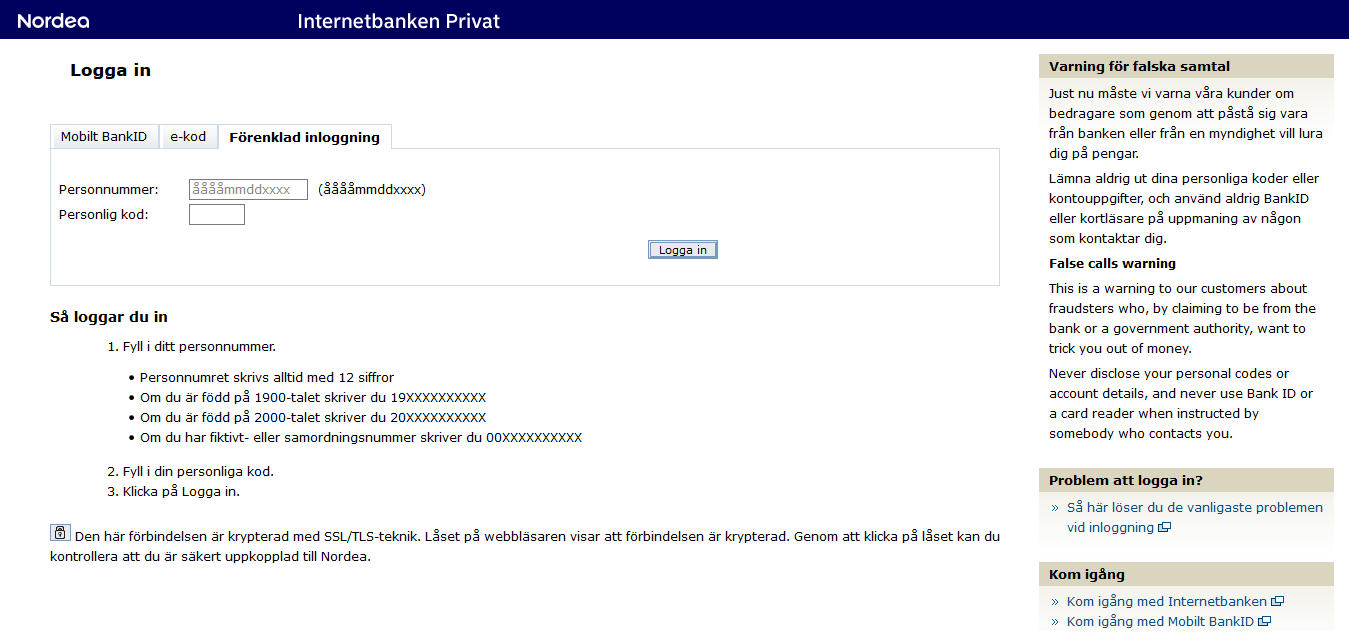 Nordea
Internetbanken Privat
Logga in
Mobilt BankID
e-kod
Förenklad inloggning
Personnummer:
ååååmmddxxxx
(ååååmmddxxxx)
Personlig kod:
Logga in
Så loggar du in
1. Fyll i ditt personnummer.
• Personnumret skrivs alltid med 12 siffror
• Om du är född på 1900-talet skriver du 19XXXXXXXXXX
• Om du är född på 2000-talet skriver du 20XXXXXXXXXX
• Om du har fiktivt- eller samordningsnummer skriver du 00XXXXXXXXXX
2. Fyll i din personliga kod.
3. Klicka på Logga in.
Den här förbindelsen är krypterad med SSL/TLS-teknik. Låset på webbläsaren visar att förbindelsen är krypterad. Genom att klicka på låset kan du
kontrollera att du är säkert uppkopplad till Nordea.
Varning för falska samtal
Just nu måste vi varna våra kunder om
bedragare som genom att påstå sig vara
från banken eller från en myndighet vill lura
dig på pengar.
Lämna aldrig ut dina personliga koder eller
kontouppgifter, och använd aldrig BankID
eller kortläsare på uppmaning av någon
som kontaktar dig.
False calls warning
This is a warning to our customers about
fraudsters who, by claiming to be from the
bank or a government authority, want to
trick you out of money.
Never disclose your personal codes or
account details, and never use Bank ID or
a card reader when instructed by
somebody who contacts you.
Problem att logga in?
» Så här löser du de vanligaste problemen
vid inloggning
Kom igång
» Kom igång med Internetbanken
» Kom igång med Mobilt BankID